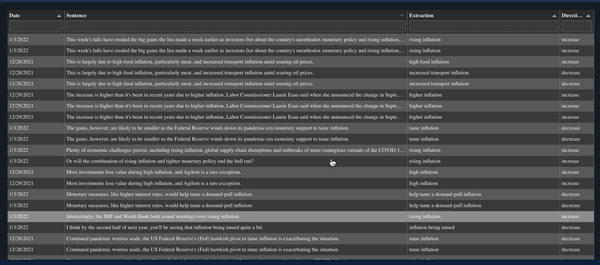 Date Sentence Extraction Directi...
1/3/2022 This week's falls have eroded the big gains the lira made a week earlier as investors fret about the country's unorthodox monetary policy and rising inflation,... rising inflation increase
1/3/2022 This week's falls have eroded the big gains the lira made a week earlier as investors fret about the country's unorthodox monetary policy and rising inflation,... rising inflation increase
12/28/2021 This is largely due to high food inflation, particularly meat, and increased transport inflation amid soaring oil prices. high food inflation increase
12/28/2021 This is largely due to high food inflation, particularly meat, and increased transport inflation amid soaring oil prices. increased transport inflation decrease
12/28/2021 This is largely due to high food inflation, particularly meat, and increased transport inflation amid soaring oil prices. rising inflation decrease
12/29/2021 The increase is higher than it's been in recent years due to higher inflation, Labor Commissioner Laurie Esau said when she announced the change in Septe... higher inflation increase
12/29/2021 The increase is higher than it's been in recent years due to higher inflation, Labor Commissioner Laurie Esau said when she announced the change in Septe... higher inflation increase
12/29/2021 The increase is higher than it's been in recent years due to higher inflation, Labor Commissioner Laurie Esau said when she announced the change in Septe... higher inflation increase
1/3/2022 The gains, however, are likely to be smaller as the Federal Reserve winds down its pandemic-era monetary support to tame inflation. tame inflation decrease
1/3/2022 The gains, however, are likely to be smaller as the Federal Reserve winds down its pandemic-era monetary support to tame inflation. tame inflation decrease
1/3/2022 Plenty of economic challenges persist, including rising inflation, global supply chain disruptions and outbreaks of more contagious variants of the COVID-1... rising inflation increase
1/3/2022 Or will the combination of rising inflation and tighter monetary policy end the bull run? rising inflation increase
12/29/2021 Most investments lose value during high inflation, and Agilent is a rare exception. high inflation increase
12/29/2021 Most investments lose value during high inflation, and Agilent is a rare exception. high inflation increase
1/3/2022 Monetary measures, like higher interest rates, would help tame a demand-pull inflation. help tame a demand-pull inflation decrease
1/3/2022 Monetary measures, like higher interest rates, would help tame a demand-pull inflation. help tame a demand-pull inflation decrease
1/3/2022 Interestingly, the IMF and World Bank both issued warnings over rising inflation. rising inflation increase
1/3/2022 I think by the second half of next year, you'll be seeing that inflation being tamed quite a bit. inflation being tamed decrease
12/28/2021 Continued pandemic worries aside, the US Federal Reserve's (Fed) hawkish pivot to tame inflation is exacerbating the situation. tame inflation decrease
12/28/2021 Continued pandemic worries aside, the US Federal Reserve's (Fed) hawkish pivot to tame inflation is exacerbating the situation. tame inflation decrease